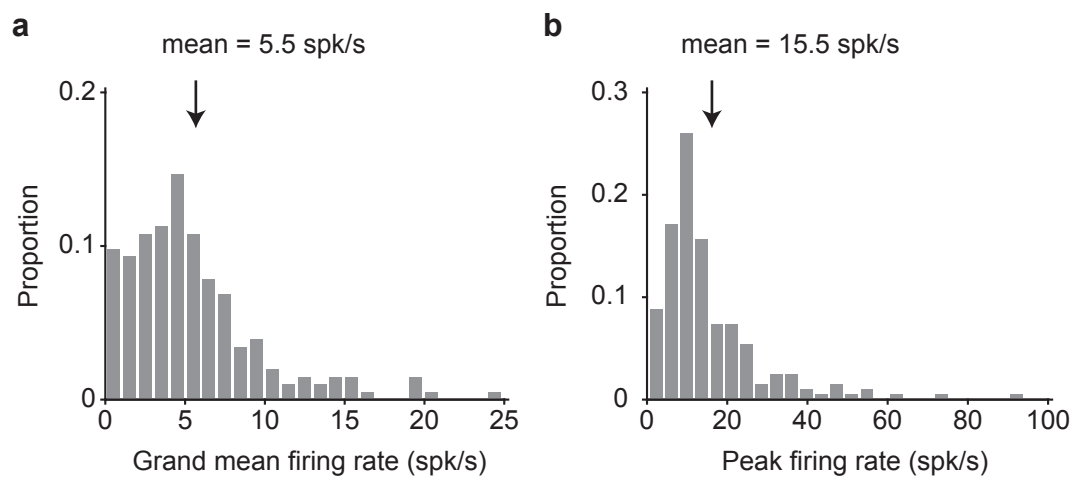 a
mean = 5.5 spk/s
0.2
0.1
0
Proportion
0 5 10 15 20 25
Grand mean firing rate (spk/s)
b
mean = 15.5 spk/s
0.3
0.2
0.1
0
Proportion
0 20 40 60 80 100
Peak firing rate (spk/s)